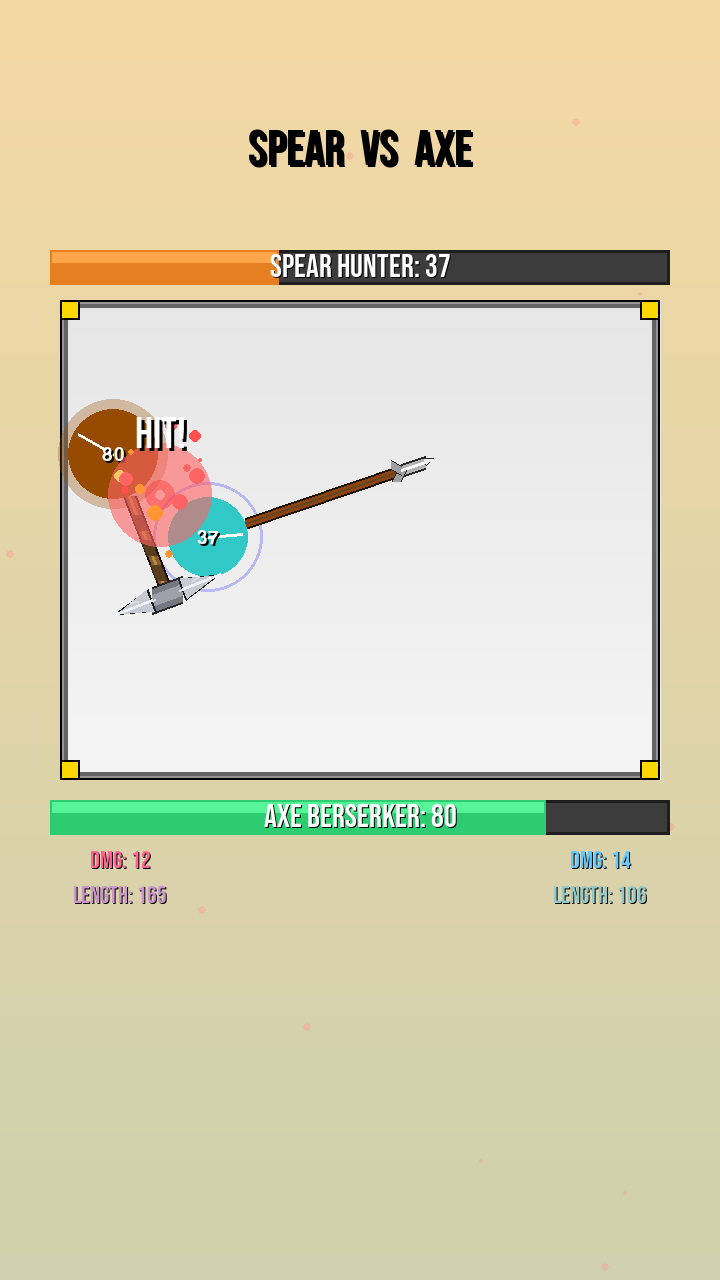 SPEAR VS AXE
SPEAR HUNTER: 37
HIT!
80
37
AXE BERSERKER: 80
DMG: 12
DMG: 14
LENGTH: 165
LENGTH: 106